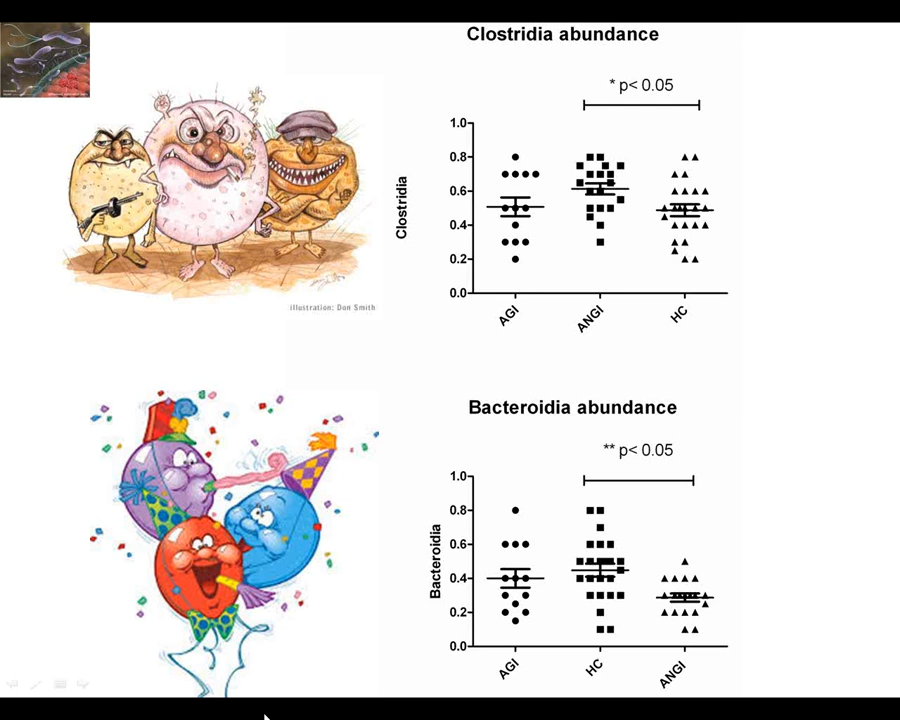 Clostridia abundance
* p< 0.05
Clostridia
1.0
0.8
0.6
0.4
0.2
0.0
AGI
ANGI
HC
illustration: Don Smith
Bacteroidia abundance
** p< 0.05
Bacteroidia
1.0
0.8
0.6
0.4
0.2
0.0
AGI
HC
ANGI